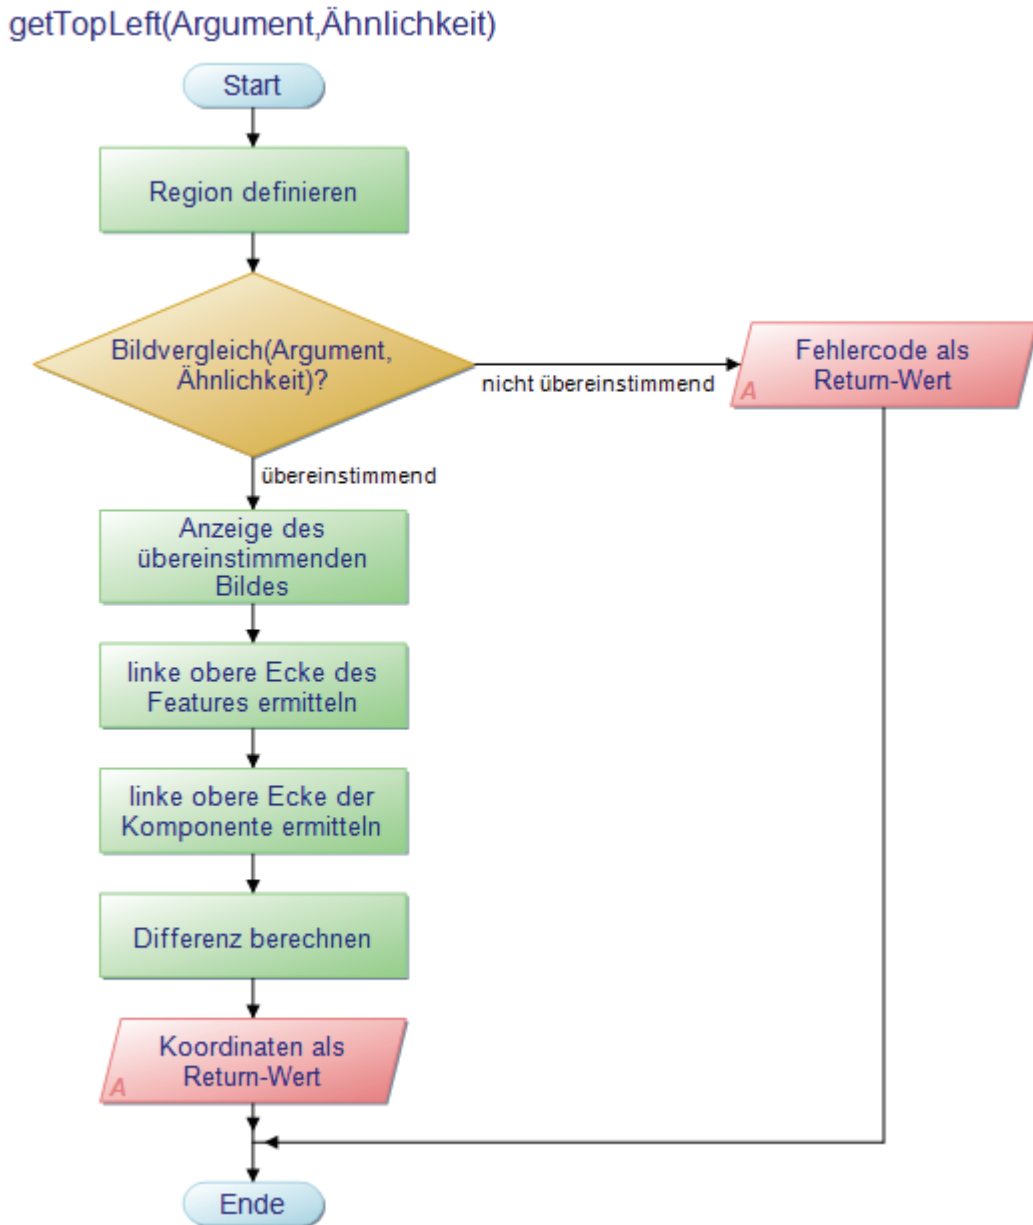 getTopLeft(Argument,Ähnlichkeit)
Start
Region definieren
Bildvergleich(Argument,
Ähnlichkeit)?
nicht übereinstimmend
Fehlercode als
Return-Wert
A
übereinstimmend
Anzeige des
übereinstimmenden
Bildes
linke obere Ecke des
Features ermitteln
linke obere Ecke der
Komponente ermitteln
Differenz berechnen
Koordinaten als
Return-Wert
A
Ende